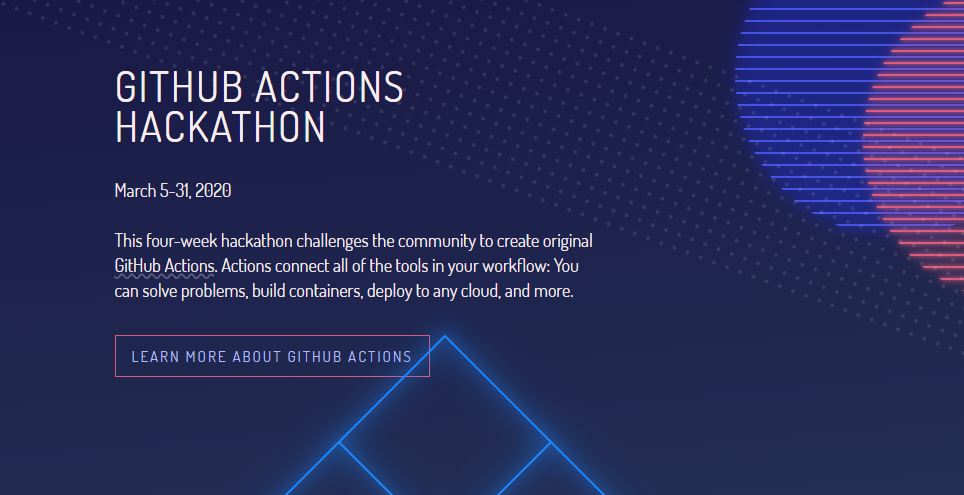 GITHUB ACTIONS
HACKATHON
March 5-31, 2020
This four-week hackathon challenges the community to create original
GitHub Actions. Actions connect all of the tools in your workflow: You
can solve problems, build containers, deploy to any cloud, and more.
LEARN MORE ABOUT GITHUB ACTIONS